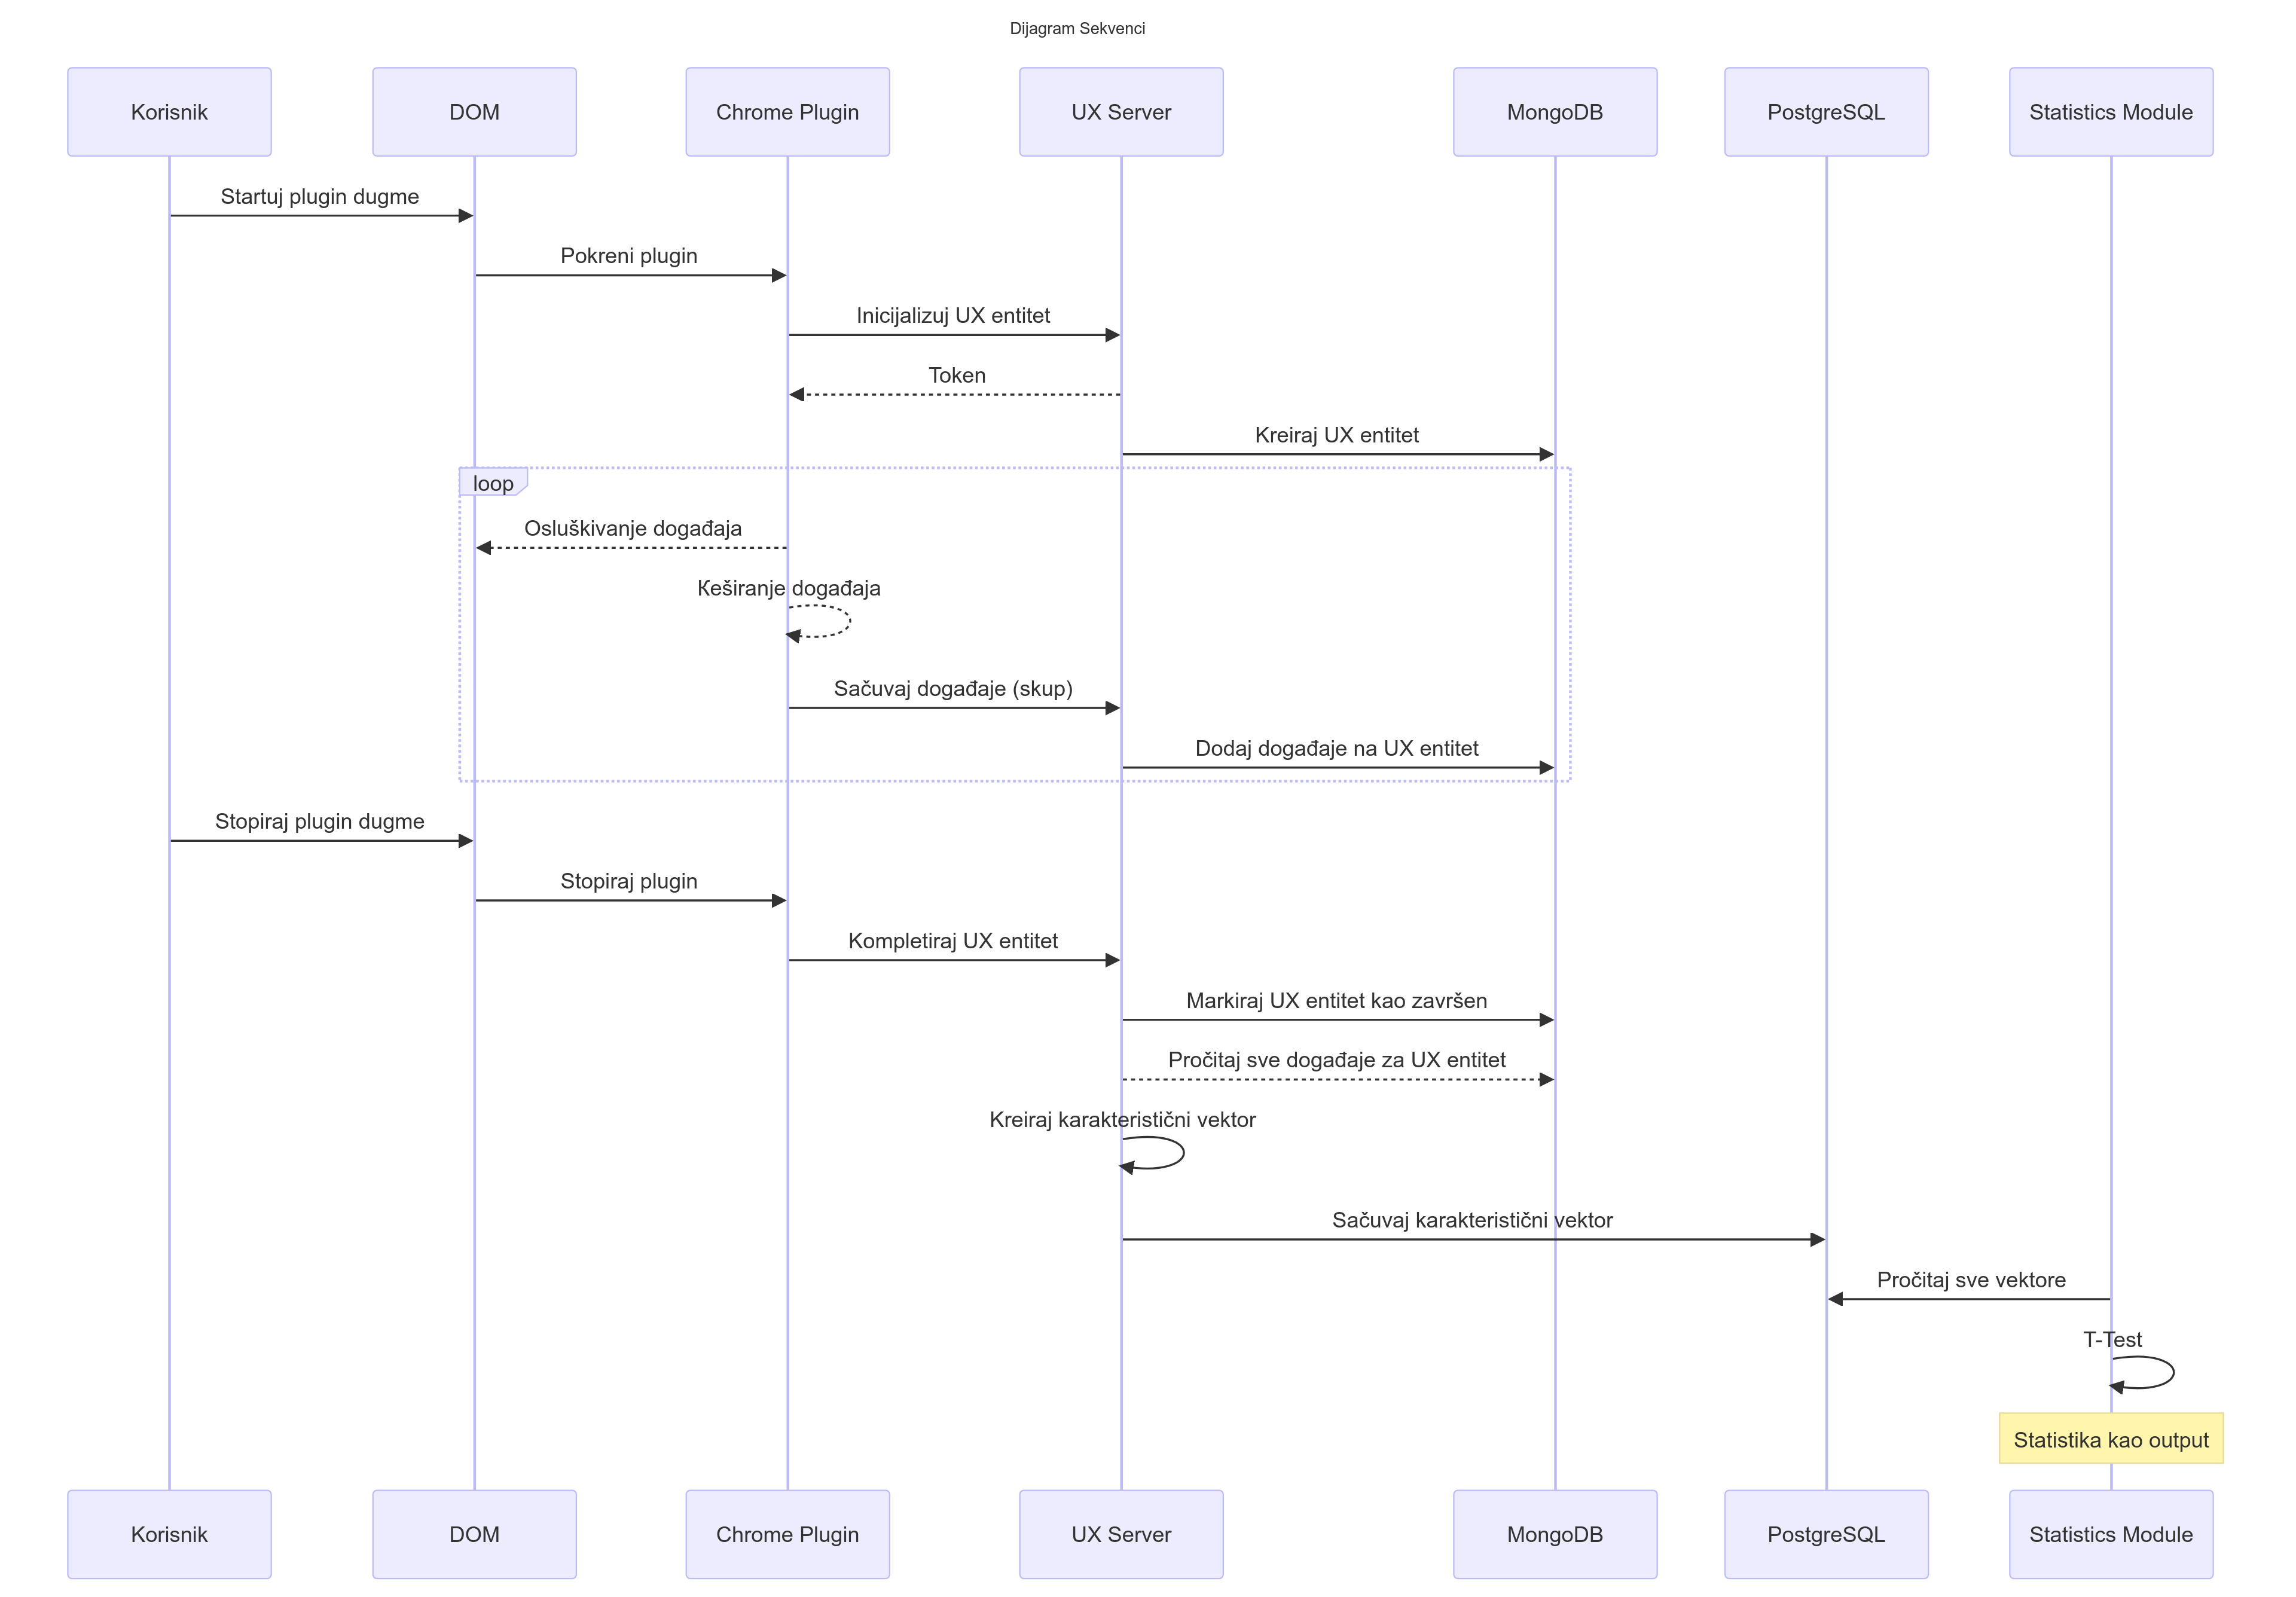 Dijagram Sekvenci
Korisnik
DOM
Chrome Plugin
UX Server
MongoDB
PostgreSQL
Statistics Module
Startuj plugin dugme
Pokreni plugin
Inicijalizuj UX entitet
Token
Kreiraj UX entitet
loop
Osluškivanje događaja
Keširanje događaja
Sačuvaj događaje (skup)
Dodaj događaje na UX entitet
Stopiraj plugin dugme
Stopiraj plugin
Kompletiraj UX entitet
Markiraj UX entitet kao završen
Pročitaj sve događaje za UX entitet
Kreiraj karakteristični vektor
Sačuvaj karakteristični vektor
Pročitaj sve vektore
T-Test
Statistika kao output
Korisnik
DOM
Chrome Plugin
UX Server
MongoDB
PostgreSQL
Statistics Module